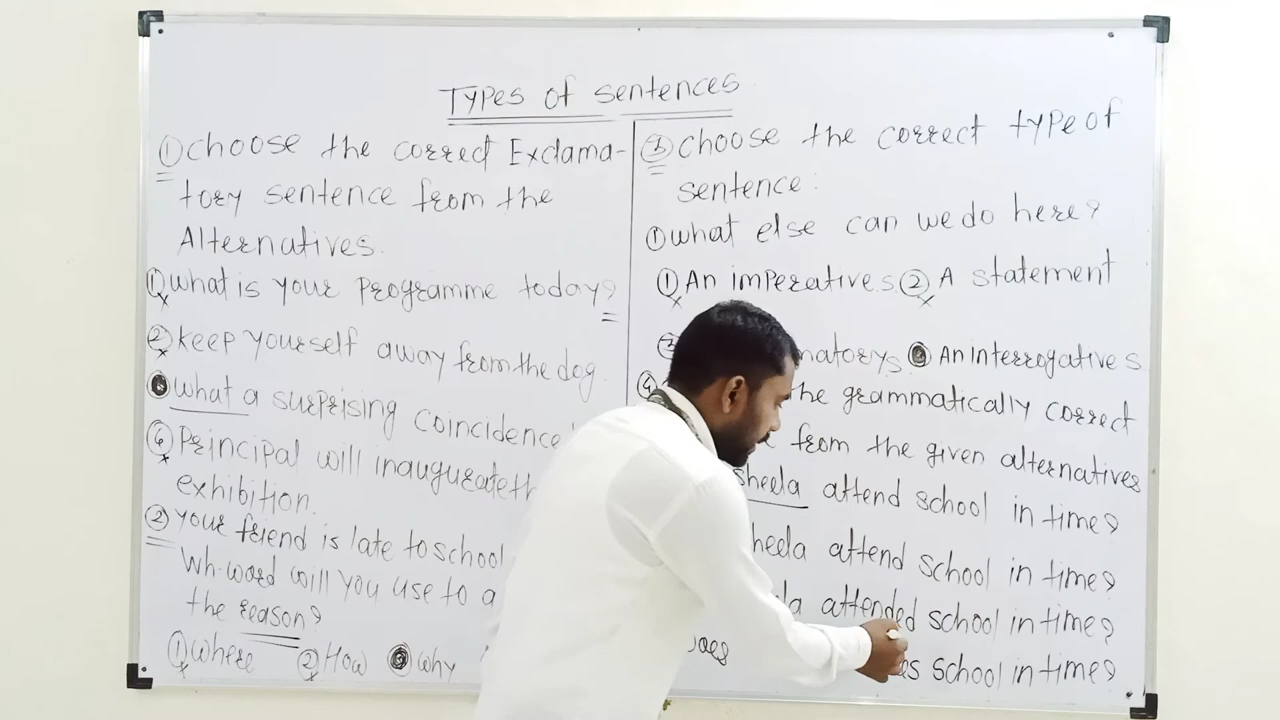 Types of sentences
① choose the correct Exclama-
tory sentence from the
Alternatives.
① what is your programme today?
② keep yourself away from the dog.
what a surprising coincidence
④ Principal will inaugurate th
exhibition.
② your friend is late to school
Wh-word will you use to a
the reason?
① where ② How why
③ choose the correct type of
sentence:
① what else can we do here?
① An imperatives ② A statement
natorys An interrogatives
④ the grammatically correct
from the given alternatives
sheela attend school in time?
heela attend school in time?
la attended school in time?
school in time?